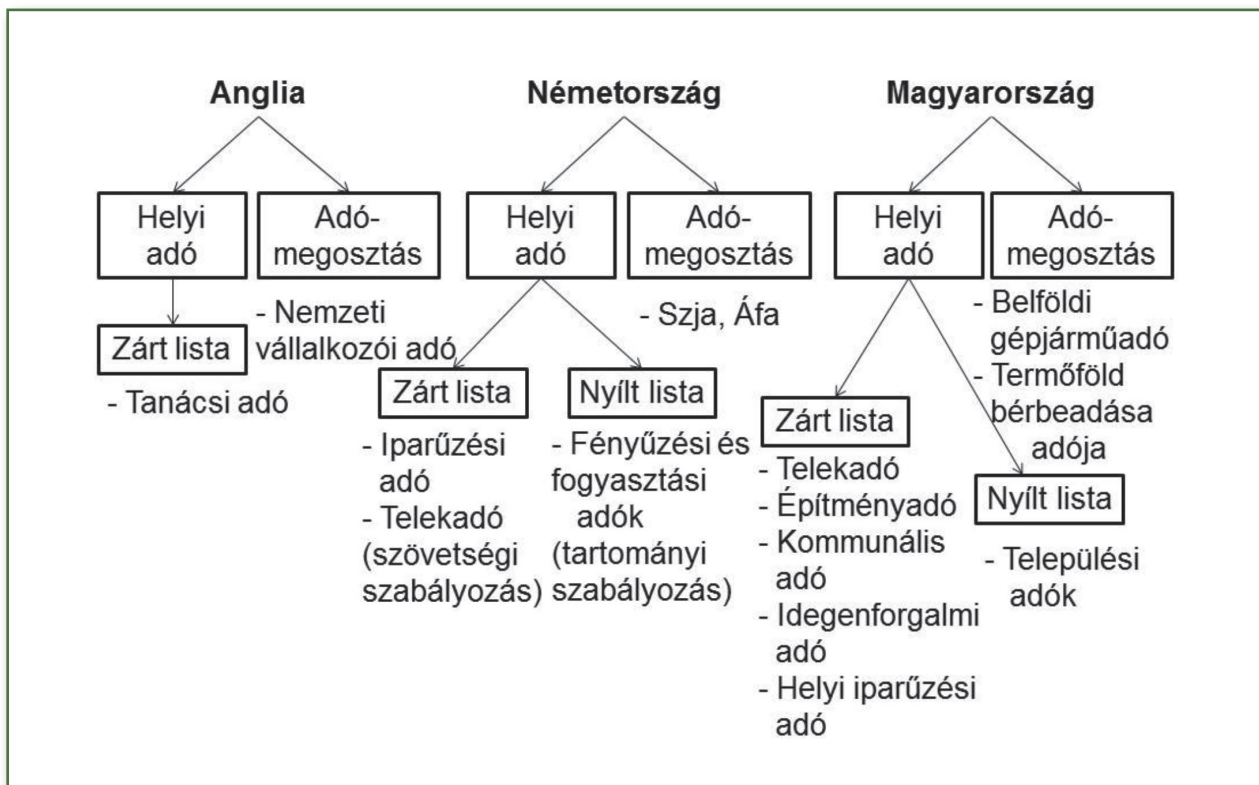 Anglia
Helyi
adó
Adó-
megosztás
Zárt lista
- Tanácsi adó
- Nemzeti
vállalkozói adó
Németország
Helyi
adó
Adó-
megosztás
- Szja, Áfa
Zárt lista
- Iparűzési
adó
- Telekadó
(szövetségi
szabályozás)
Nyílt lista
- Fényűzési és
fogyasztási
adók
(tartományi
szabályozás)
Magyarország
Helyi
adó
Adó-
megosztás
- Belföldi
gépjárműadó
- Termőföld
bérbeadása
adója
Zárt lista
- Telekadó
- Építményadó
- Kommunális
adó
- Idegenforgalmi
adó
- Helyi iparűzési
adó
Nyílt lista
- Települési
adók